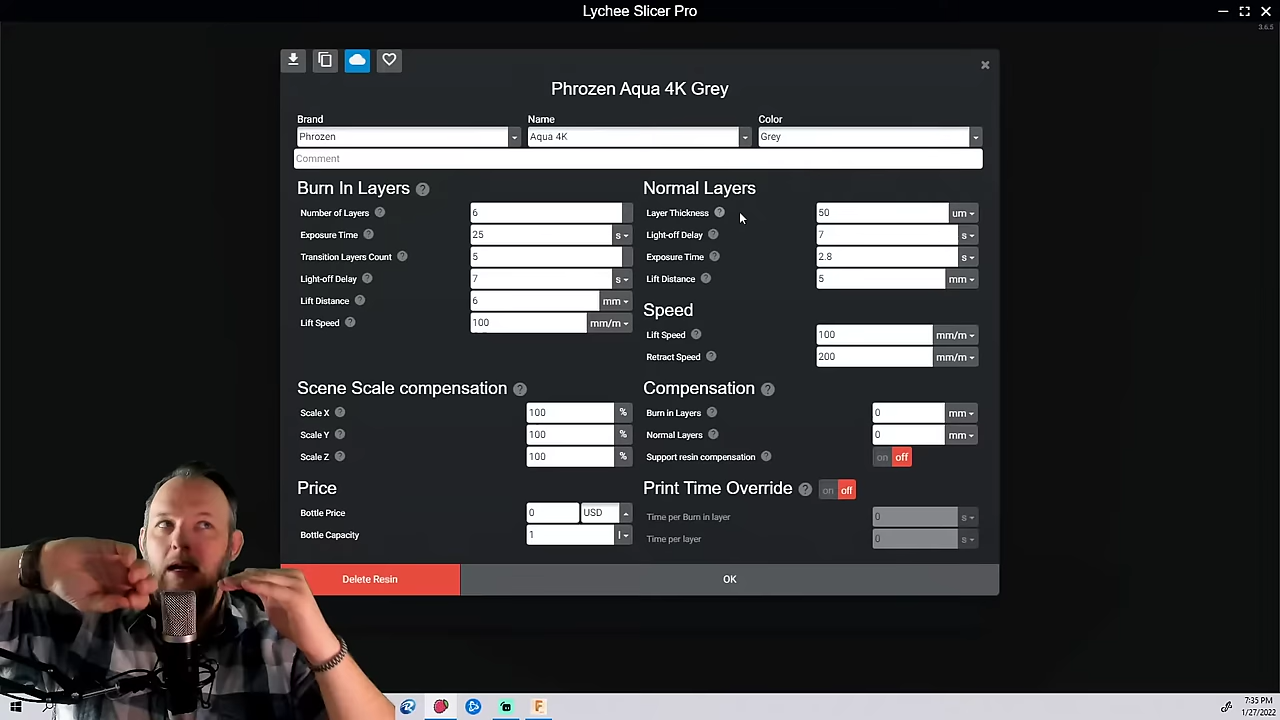 Lychee Slicer Pro
3.6.5
Phrozen Aqua 4K Grey
Brand
Name
Color
Phrozen
Aqua 4K
Grey
Comment
Burn In Layers ?
Number of Layers ? 6
Exposure Time ? 25 s
Transition Layers Count ? 5
Light-off Delay ? 7 s
Lift Distance ? 6 mm
Lift Speed ? 100 mm/m
Normal Layers
Layer Thickness ? 50 um
Light-off Delay ? 7 s
Exposure Time ? 2.8 s
Lift Distance ? 5 mm
Speed
Lift Speed ? 100 mm/m
Retract Speed ? 200 mm/m
Scene Scale compensation ?
Scale X ? 100 %
Scale Y ? 100 %
Scale Z ? 100 %
Compensation ?
Burn in Layers ? 0 mm
Normal Layers ? 0 mm
Support resin compensation ? on off
Price
Bottle Price 0 USD
Bottle Capacity 1 l
Print Time Override ? on off
Time per Burn in layer 0 s
Time per layer 0 s
Delete Resin
OK
7:35 PM
1/27/2022